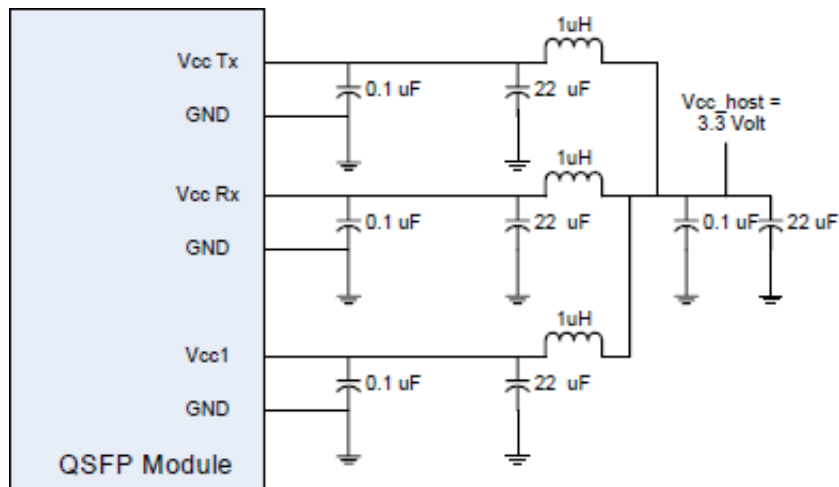 1uH
Vcc Tx
0.1 uF
22 uF
GND
Vcc_host =
3.3 Volt
1uH
Vcc Rx
0.1 uF
22 uF
0.1 uF
22 uF
GND
1uH
Vcc1
0.1 uF
22 uF
GND
QSFP Module